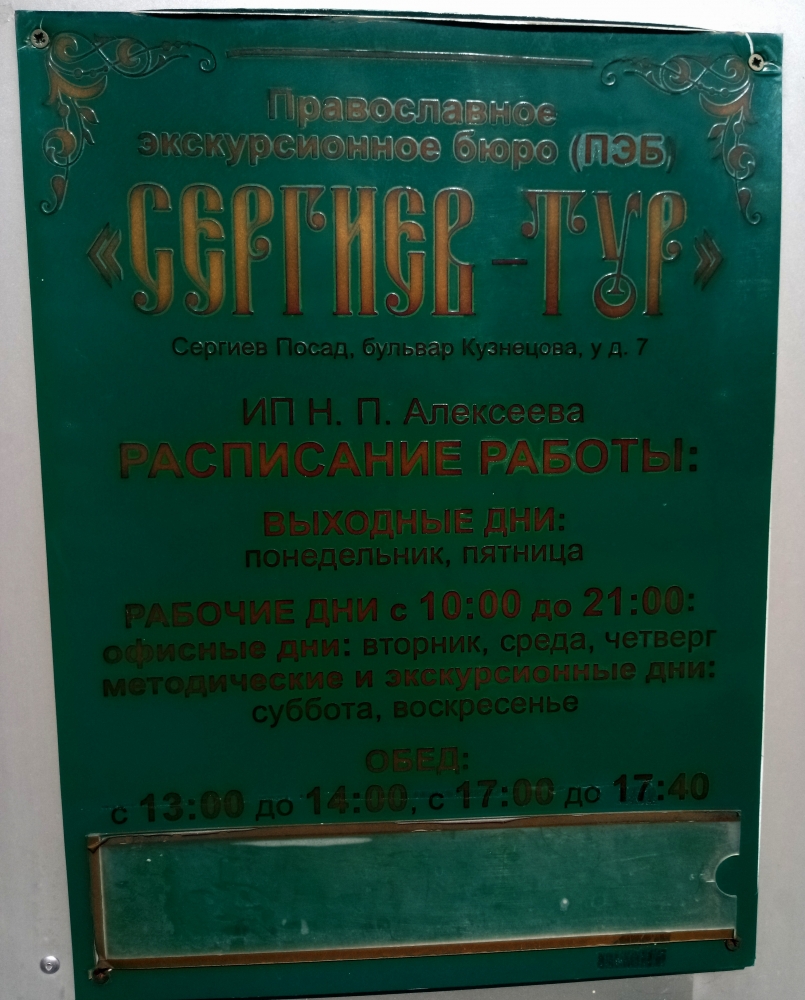 Православное
экскурсионное бюро (ПЭБ)
«СЕРГИЕВ-ТУР»
Сергиев Посад, бульвар Кузнецова, у д. 7
ИП Н. П. Алексеева
РАСПИСАНИЕ РАБОТЫ:
ВЫХОДНЫЕ ДНИ:
понедельник, пятница
РАБОЧИЕ ДНИ с 10:00 до 21:00:
офисные дни: вторник, среда, четверг
методические и экскурсионные дни:
суббота, воскресенье
ОБЕД:
с 13:00 до 14:00, с 17:00 до 17:40